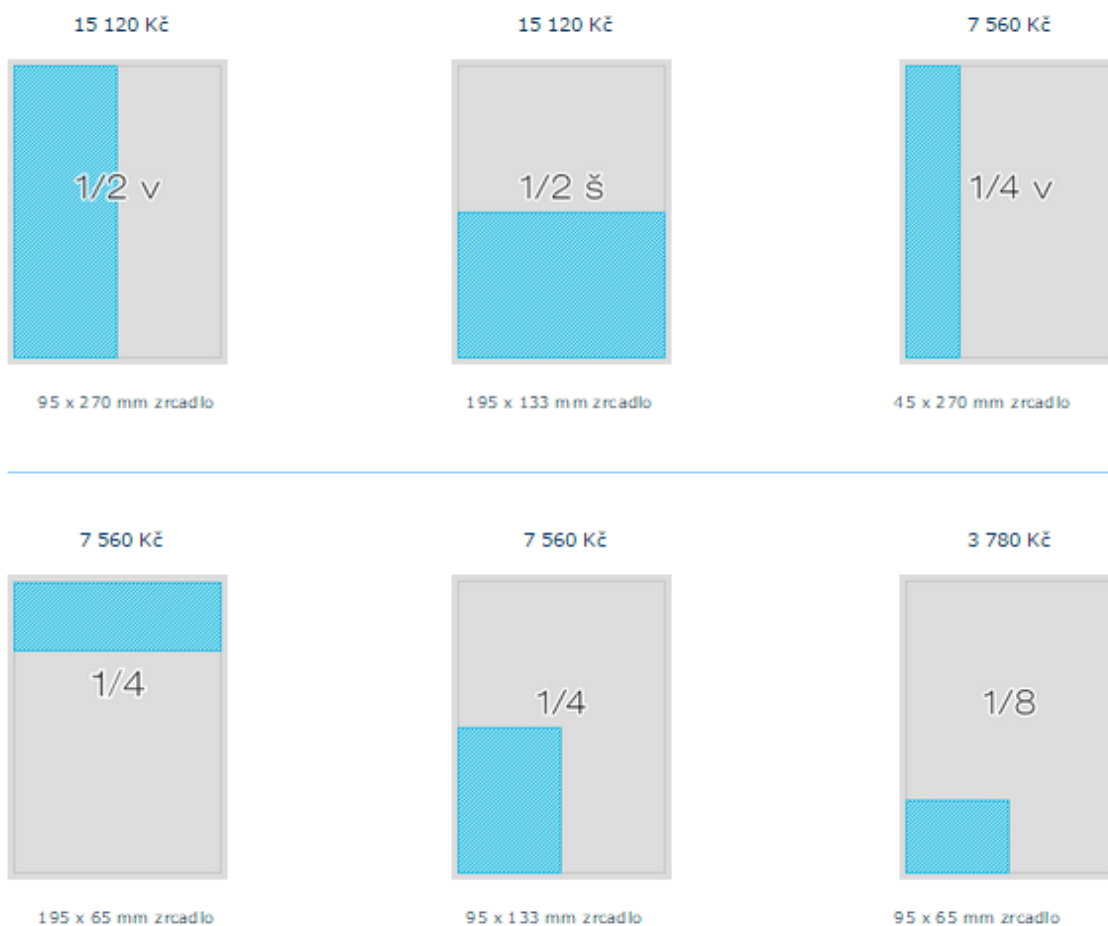 15 120 Kč
15 120 Kč
7 560 Kč
1/2 v
1/2 š
1/4 v
95 x 270 mm zrcadlo
195 x 133 mm zrcadlo
45 x 270 mm zrcadlo
7 560 Kč
7 560 Kč
3 780 Kč
1/4
1/4
1/8
195 x 65 mm zrcadlo
95 x 133 mm zrcadlo
95 x 65 mm zrcadlo